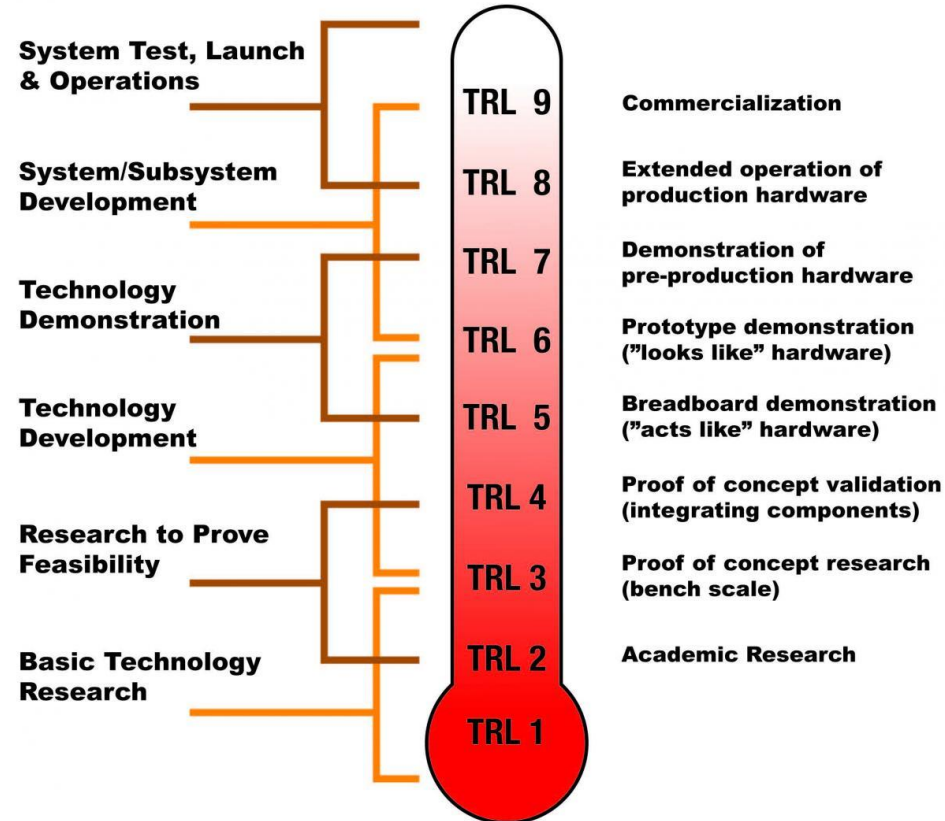 System Test, Launch
& Operations
System/Subsystem
Development
Technology
Demonstration
Technology
Development
Research to Prove
Feasibility
Basic Technology
Research
TRL 9
TRL 8
TRL 7
TRL 6
TRL 5
TRL 4
TRL 3
TRL 2
TRL 1
Commercialization
Extended operation of
production hardware
Demonstration of
pre-production hardware
Prototype demonstration
(”looks like” hardware)
Breadboard demonstration
(”acts like” hardware)
Proof of concept validation
(integrating components)
Proof of concept research
(bench scale)
Academic Research